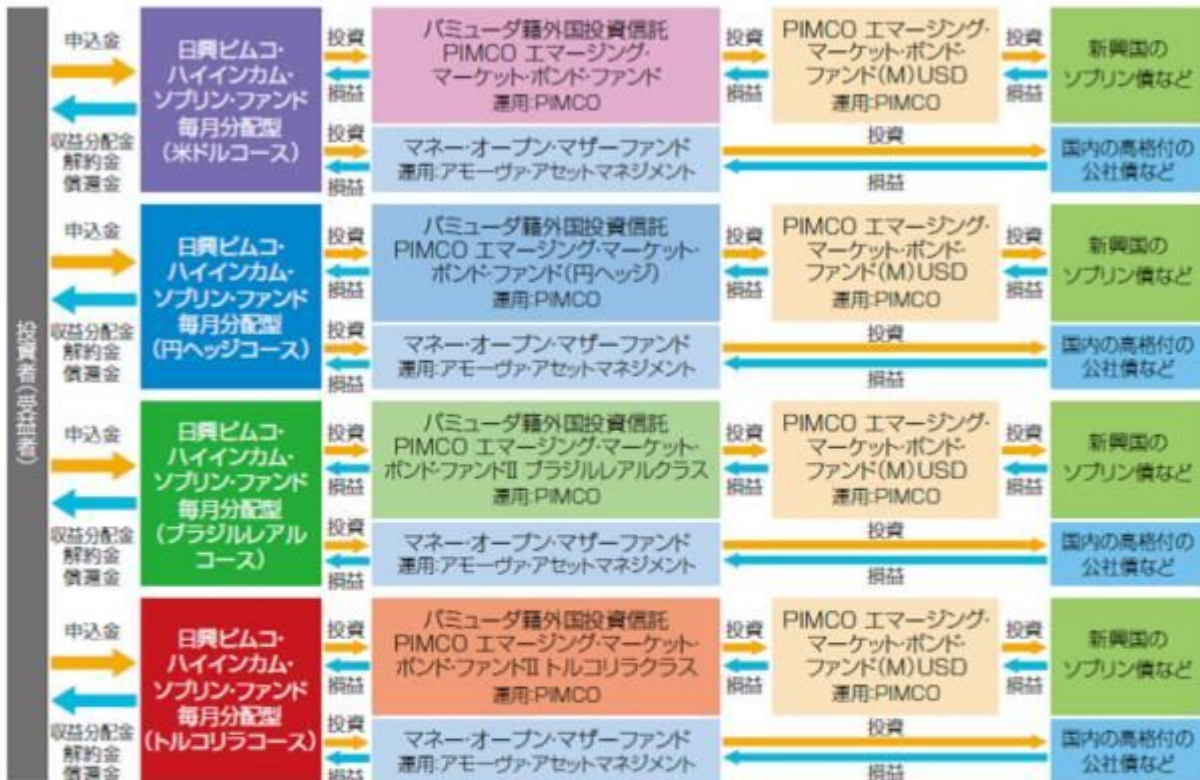 投資者(受益者)
申込金
収益分配金
解約金
償還金
日興ピムコ・
ハイインカム・
ソブリン・ファンド
毎月分配型
(米ドルコース)
投資
損益
投資
損益
バミューダ籍外国投資信託
PIMCO エマージング・
マーケット・ボンド・ファンド
運用:PIMCO
投資
損益
PIMCO エマージング・
マーケット・ボンド・
ファンド(M)USD
運用:PIMCO
投資
損益
新興国の
ソブリン債など
マネー・オープン・マザーファンド
運用:アモーヴァ・アセットマネジメント
投資
損益
国内の高格付の
公社債など
申込金
収益分配金
解約金
償還金
日興ピムコ・
ハイインカム・
ソブリン・ファンド
毎月分配型
(円ヘッジコース)
投資
損益
投資
損益
バミューダ籍外国投資信託
PIMCO エマージング・マーケット・
ボンド・ファンド(円ヘッジ)
運用:PIMCO
投資
損益
PIMCO エマージング・
マーケット・ボンド・
ファンド(M)USD
運用:PIMCO
投資
損益
新興国の
ソブリン債など
マネー・オープン・マザーファンド
運用:アモーヴァ・アセットマネジメント
投資
損益
国内の高格付の
公社債など
申込金
収益分配金
解約金
償還金
日興ピムコ・
ハイインカム・
ソブリン・ファンド
毎月分配型
(ブラジルレアル
コース)
投資
損益
投資
損益
バミューダ籍外国投資信託
PIMCO エマージング・マーケット・
ボンド・ファンドII ブラジルレアルクラス
運用:PIMCO
投資
損益
PIMCO エマージング・
マーケット・ボンド・
ファンド(M)USD
運用:PIMCO
投資
損益
新興国の
ソブリン債など
マネー・オープン・マザーファンド
運用:アモーヴァ・アセットマネジメント
投資
損益
国内の高格付の
公社債など
申込金
収益分配金
解約金
償還金
日興ピムコ・
ハイインカム・
ソブリン・ファンド
毎月分配型
(トルコリラコース)
投資
損益
投資
損益
バミューダ籍外国投資信託
PIMCO エマージング・マーケット・
ボンド・ファンドII トルコリラクラス
運用:PIMCO
投資
損益
PIMCO エマージング・
マーケット・ボンド・
ファンド(M)USD
運用:PIMCO
投資
損益
新興国の
ソブリン債など
マネー・オープン・マザーファンド
運用:アモーヴァ・アセットマネジメント
投資
損益
国内の高格付の
公社債など